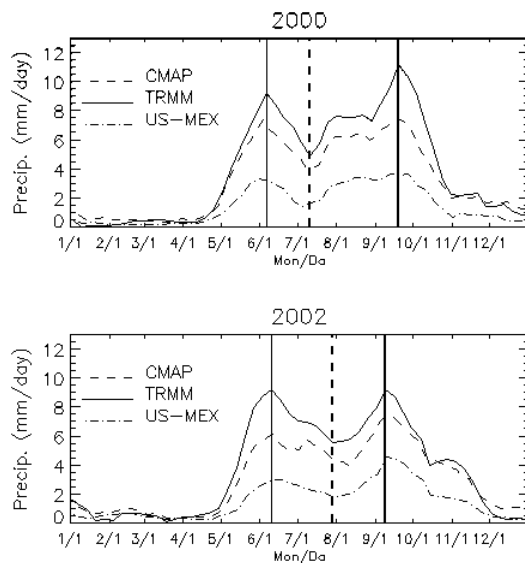 2000
Precip. (mm/day)
12
10
8
6
4
2
0
CMAP
TRMM
US-MEX
1/1 2/1 3/1 4/1 5/1 6/1 7/1 8/1 9/1 10/1 11/1 12/1
Mon/Da
2002
Precip. (mm/day)
12
10
8
6
4
2
0
CMAP
TRMM
US-MEX
1/1 2/1 3/1 4/1 5/1 6/1 7/1 8/1 9/1 10/1 11/1 12/1
Mon/Da